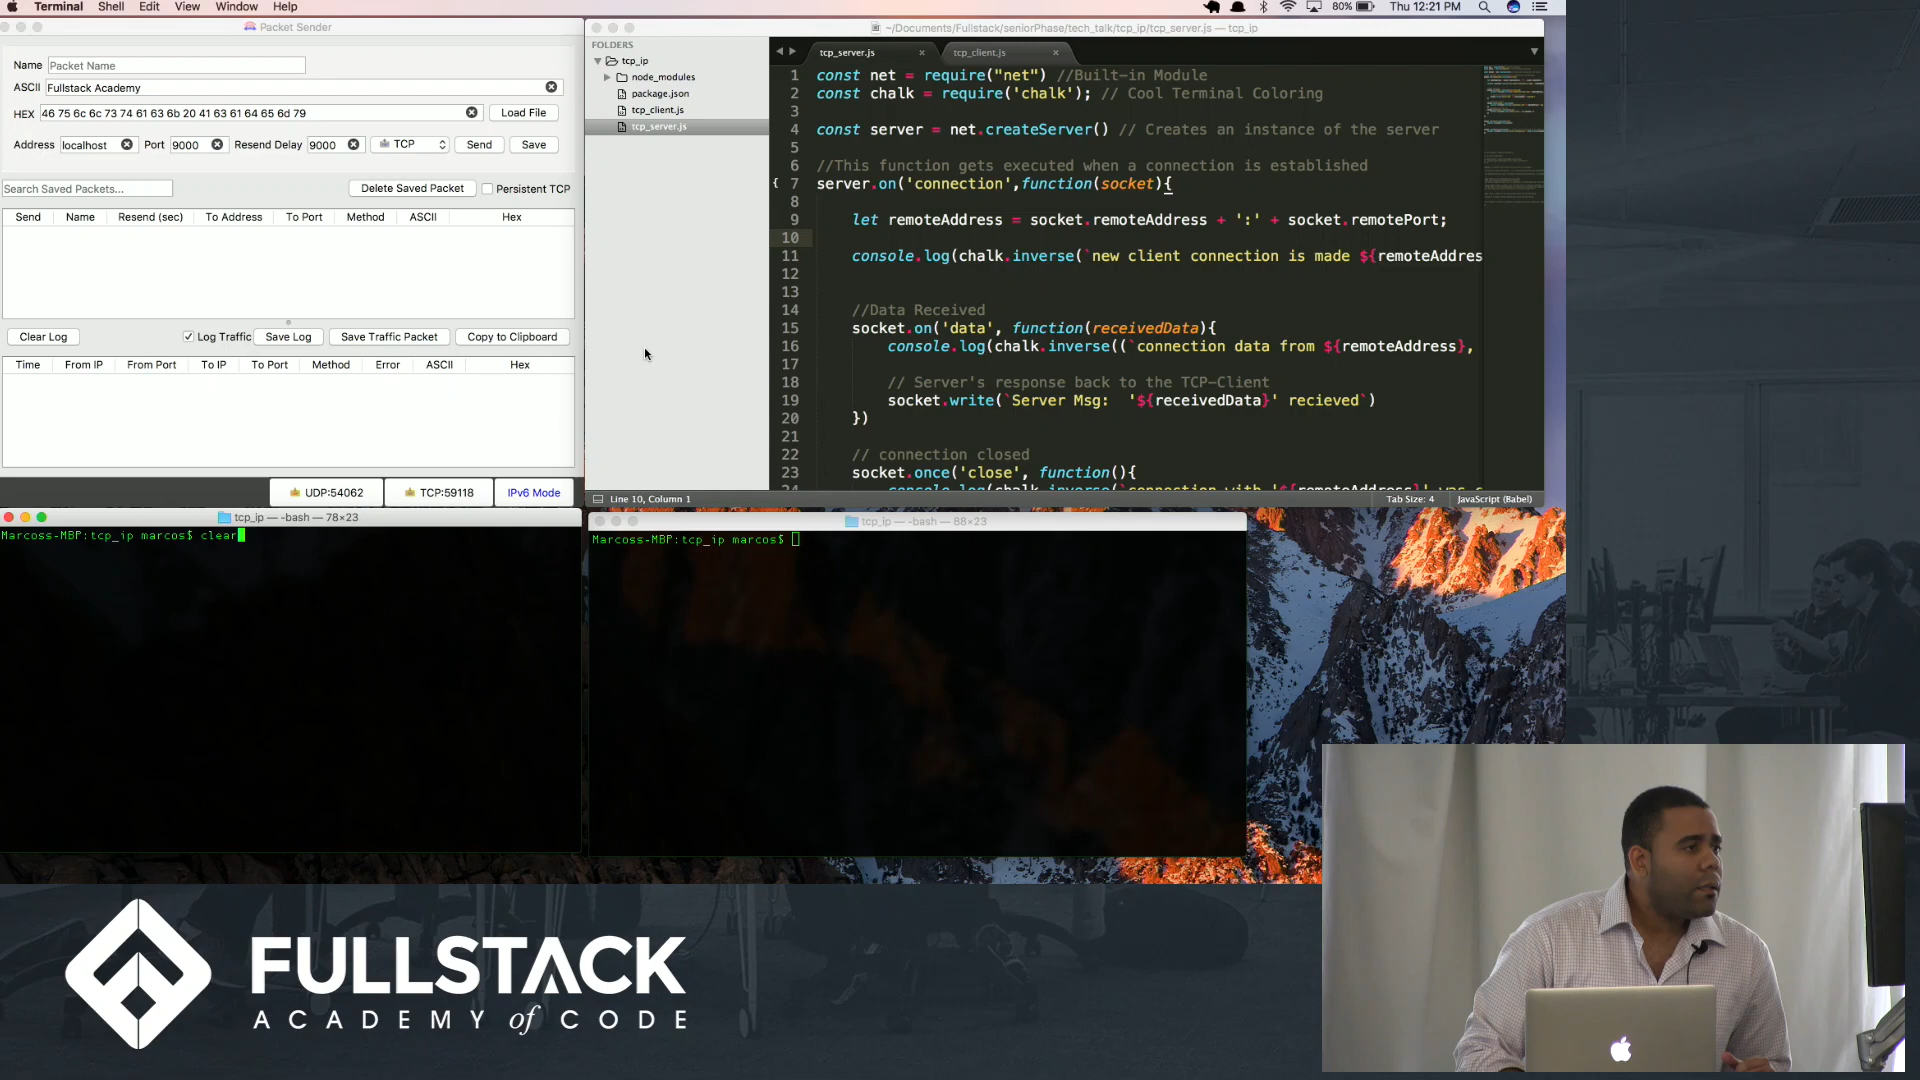 Terminal Shell Edit View Window Help
80% Thu 12:21 PM
Packet Sender
Name Packet Name
ASCII Fullstack Academy
HEX 46 75 6c 6c 73 74 61 63 6b 20 41 63 61 64 65 6d 79 Load File
Address localhost Port 9000 Resend Delay 9000 TCP Send Save
Search Saved Packets... Delete Saved Packet Persistent TCP
Send Name Resend (sec) To Address To Port Method ASCII Hex
Clear Log Log Traffic Save Log Save Traffic Packet Copy to Clipboard
Time From IP From Port To IP To Port Method Error ASCII Hex
UDP:54062 TCP:59118 IPv6 Mode
~/Documents/Fullstack/seniorPhase/tech_talk/tcp_ip/tcp_server.js — tcp_ip
FOLDERS
tcp_ip
node_modules
package.json
tcp_client.js
tcp_server.js
tcp_server.js tcp_client.js
1 const net = require("net") //Built-in Module
2 const chalk = require('chalk'); // Cool Terminal Coloring
3
4 const server = net.createServer() // Creates an instance of the server
5
6 //This function gets executed when a connection is established
7 server.on('connection',function(socket){
8
9 let remoteAddress = socket.remoteAddress + ':' + socket.remotePort;
10
11 console.log(chalk.inverse(`new client connection is made ${remoteAddres
12
13
14 //Data Received
15 socket.on('data', function(receivedData){
16 console.log(chalk.inverse((`connection data from ${remoteAddress},
17
18 // Server's response back to the TCP-Client
19 socket.write(`Server Msg: '${receivedData}' recieved`)
20 })
21
22 // connection closed
23 socket.once('close', function(){
24 console.log(chalk.inverse(`connection with '${remoteAddress}'
Line 10, Column 1 Tab Size: 4 JavaScript (Babel)
tcp_ip — -bash — 78×23
Marcoss-MBP:tcp_ip marcos$ clear
tcp_ip — -bash — 88×23
Marcoss-MBP:tcp_ip marcos$
FULLSTACK
ACADEMY of CODE